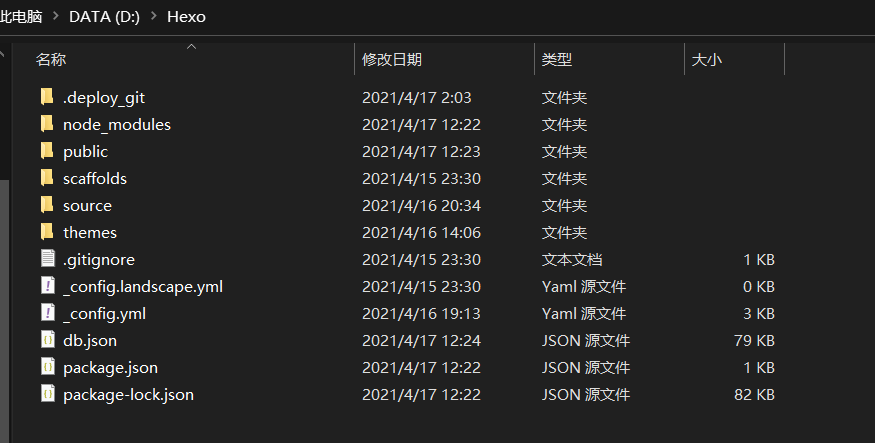 此电脑 > DATA (D:) > Hexo
名称 修改日期 类型 大小
.deploy_git 2021/4/17 2:03 文件夹
node_modules 2021/4/17 12:22 文件夹
public 2021/4/17 12:23 文件夹
scaffolds 2021/4/15 23:30 文件夹
source 2021/4/16 20:34 文件夹
themes 2021/4/16 14:06 文件夹
.gitignore 2021/4/15 23:30 文本文档 1 KB
_config.landscape.yml 2021/4/15 23:30 Yaml 源文件 0 KB
_config.yml 2021/4/16 19:13 Yaml 源文件 3 KB
db.json 2021/4/17 12:24 JSON 源文件 79 KB
package.json 2021/4/17 12:22 JSON 源文件 1 KB
package-lock.json 2021/4/17 12:22 JSON 源文件 82 KB